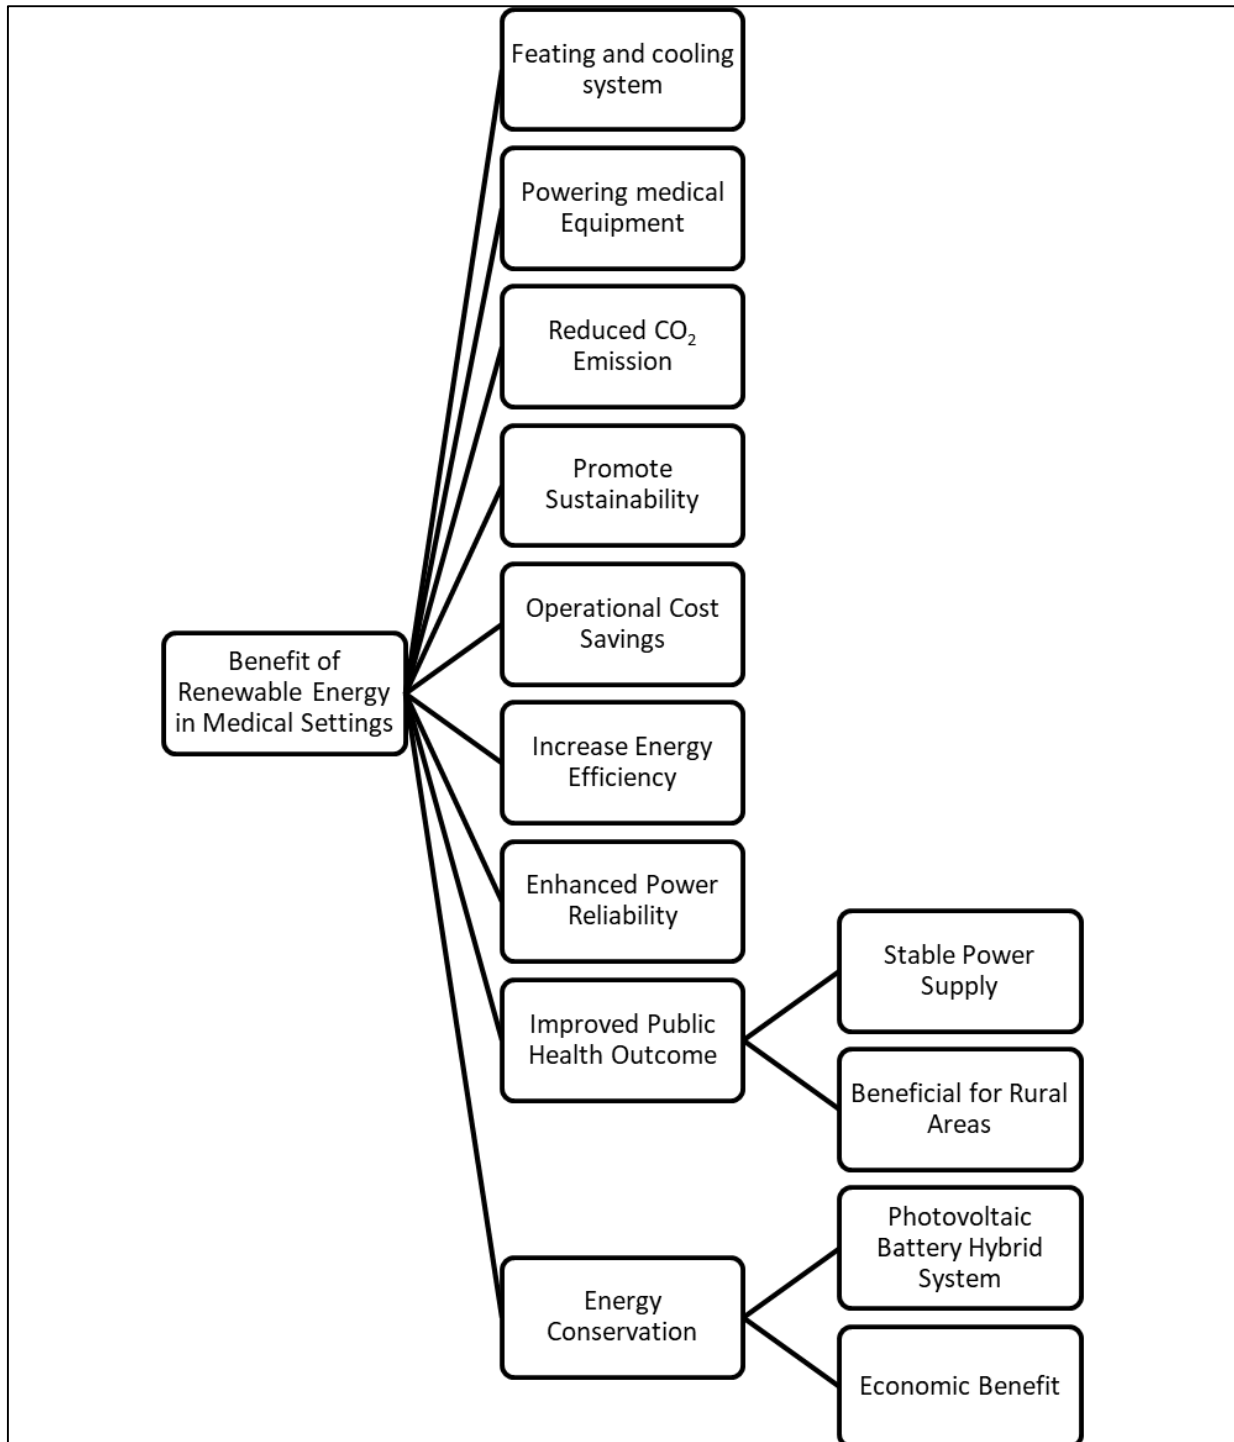 Feating and cooling
system
Powering medical
Equipment
Reduced CO₂
Emission
Promote
Sustainability
Operational Cost
Savings
Benefit of
Renewable Energy
in Medical Settings
Increase Energy
Efficiency
Enhanced Power
Reliability
Improved Public
Health Outcome
Stable Power
Supply
Beneficial for Rural
Areas
Energy
Conservation
Photovoltaic
Battery Hybrid
System
Economic Benefit